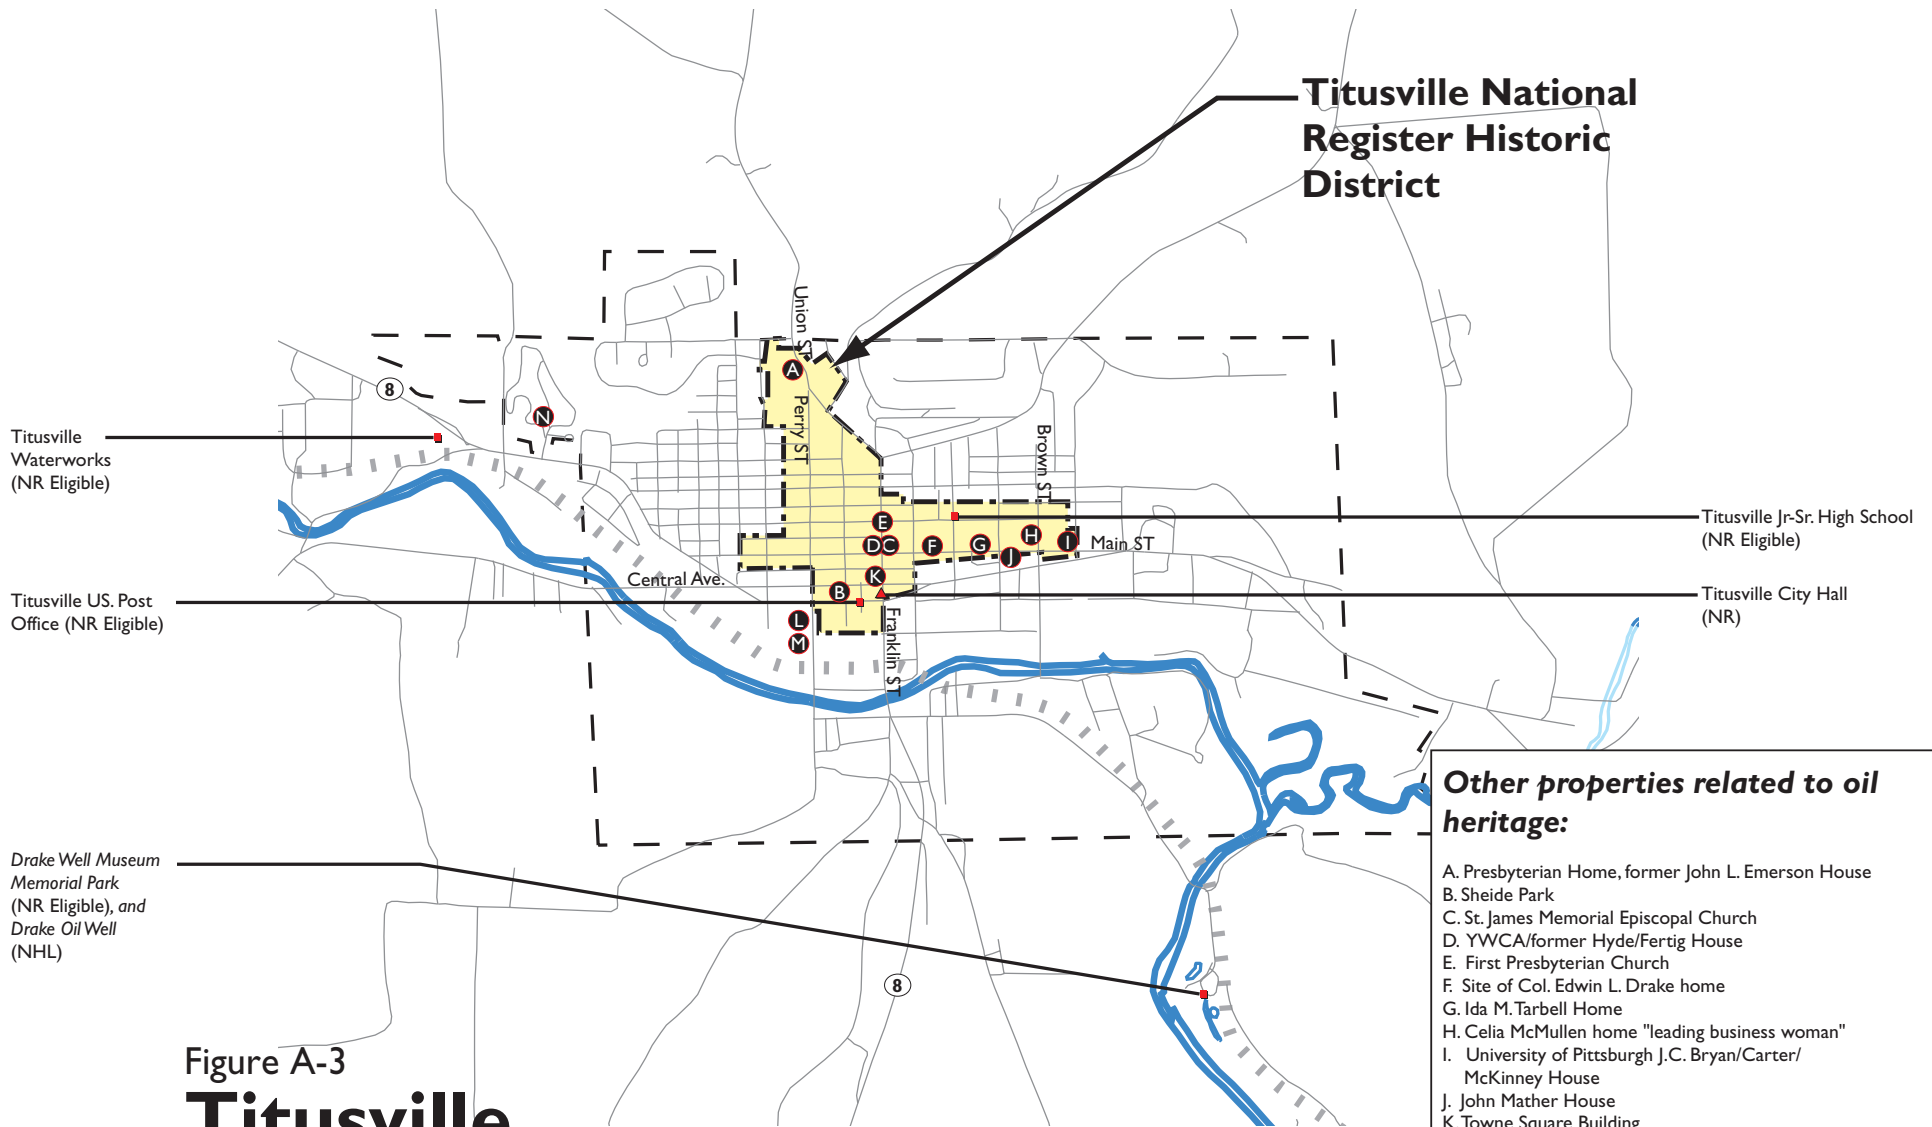 Titusville National
Register Historic
District
Union ST
8
A
N
Perry ST
Brown ST
Titusville
Waterworks
(NR Eligible)
E
D C F G H I
J
Main ST
Titusville Jr-Sr. High School
(NR Eligible)
K
Central Ave.
B
Titusville US. Post
Office (NR Eligible)
Titusville City Hall
(NR)
L
M
Franklin ST
Drake Well Museum
Memorial Park
(NR Eligible), and
Drake Oil Well
(NHL)
8
Figure A-3
Titusville
Other properties related to oil
heritage:
A. Presbyterian Home, former John L. Emerson House
B. Sheide Park
C. St. James Memorial Episcopal Church
D. YWCA/former Hyde/Fertig House
E. First Presbyterian Church
F. Site of Col. Edwin L. Drake home
G. Ida M. Tarbell Home
H. Celia McMullen home "leading business woman"
I. University of Pittsburgh J.C. Bryan/Carter/
McKinney House
J. John Mather House
K. Towne Square Building